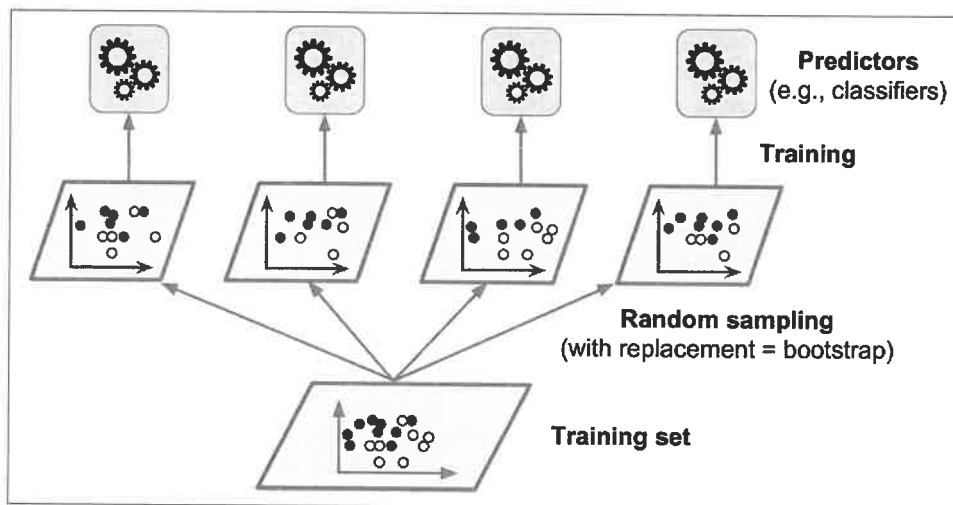 Predictors
(e.g., classifiers)
Training
Random sampling
(with replacement = bootstrap)
Training set